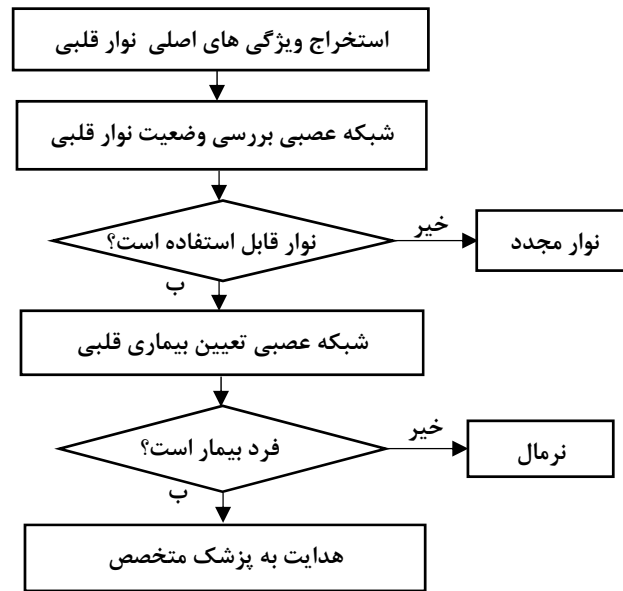 استخراج ویژگی های اصلی نوار قلبی
شبکه عصبی بررسی وضعیت نوار قلبی
نوار قابل استفاده است؟
خیر
نوار مجدد
ب
شبکه عصبی تعیین بیماری قلبی
فرد بیمار است؟
خیر
نرمال
ب
هدایت به پزشک متخصص